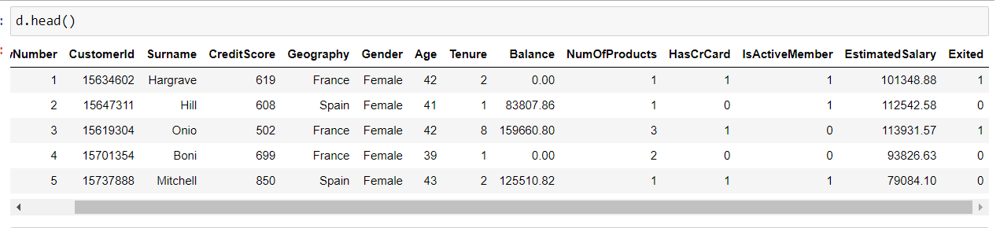 d.head()
wNumber CustomerId Surname CreditScore Geography Gender Age Tenure Balance NumOfProducts HasCrCard IsActiveMember EstimatedSalary Exited
1 15634602 Hargrave 619 France Female 42 2 0.00 1 1 1 101348.88 1
2 15647311 Hill 608 Spain Female 41 1 83807.86 1 0 1 112542.58 0
3 15619304 Onio 502 France Female 42 8 159660.80 3 1 0 113931.57 1
4 15701354 Boni 699 France Female 39 1 0.00 2 0 0 93826.63 0
5 15737888 Mitchell 850 Spain Female 43 2 125510.82 1 1 1 79084.10 0